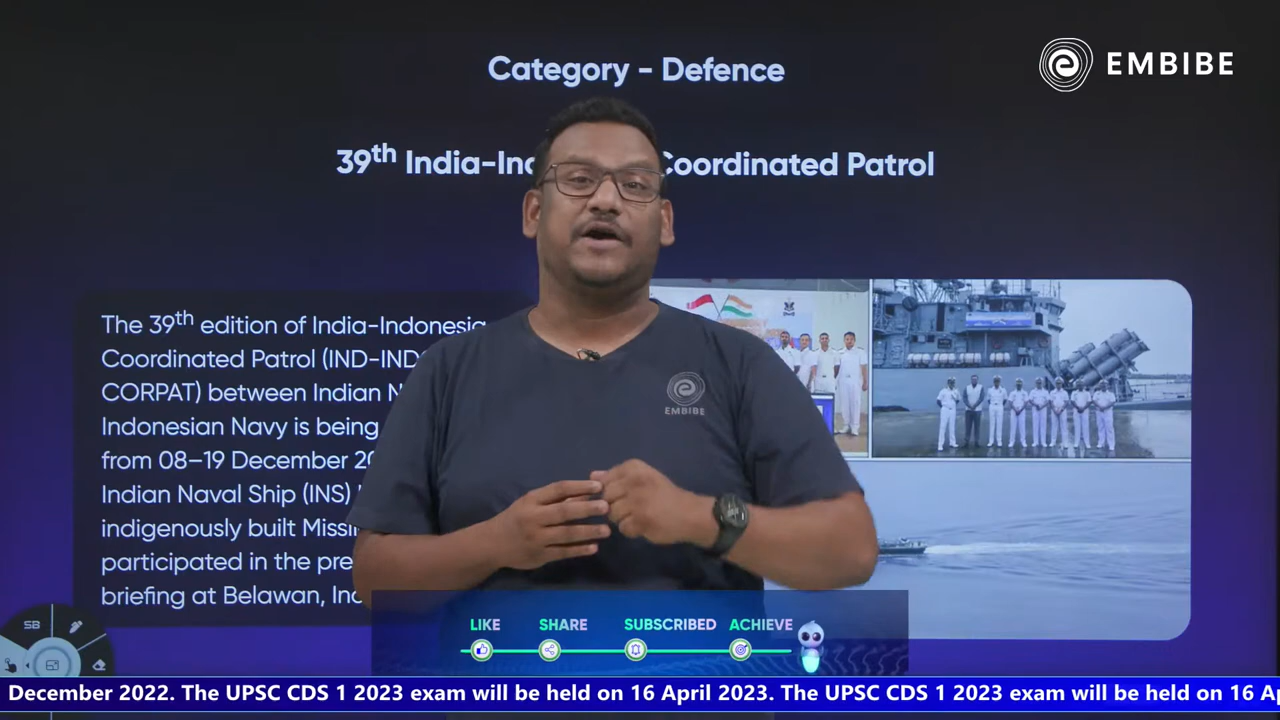 Category - Defence
EMBIBE
39th India-Ind Coordinated Patrol
The 39th edition of India-Indonesia
Coordinated Patrol (IND-IND
CORPAT) between Indian N
Indonesian Navy is being
from 08–19 December 20
Indian Naval Ship (INS)
indigenously built Missi
participated in the pre
briefing at Belawan, Ind
EMBIBE
SB
LIKE SHARE SUBSCRIBED ACHIEVE
December 2022. The UPSC CDS 1 2023 exam will be held on 16 April 2023. The UPSC CDS 1 2023 exam will be held on 16 Ap